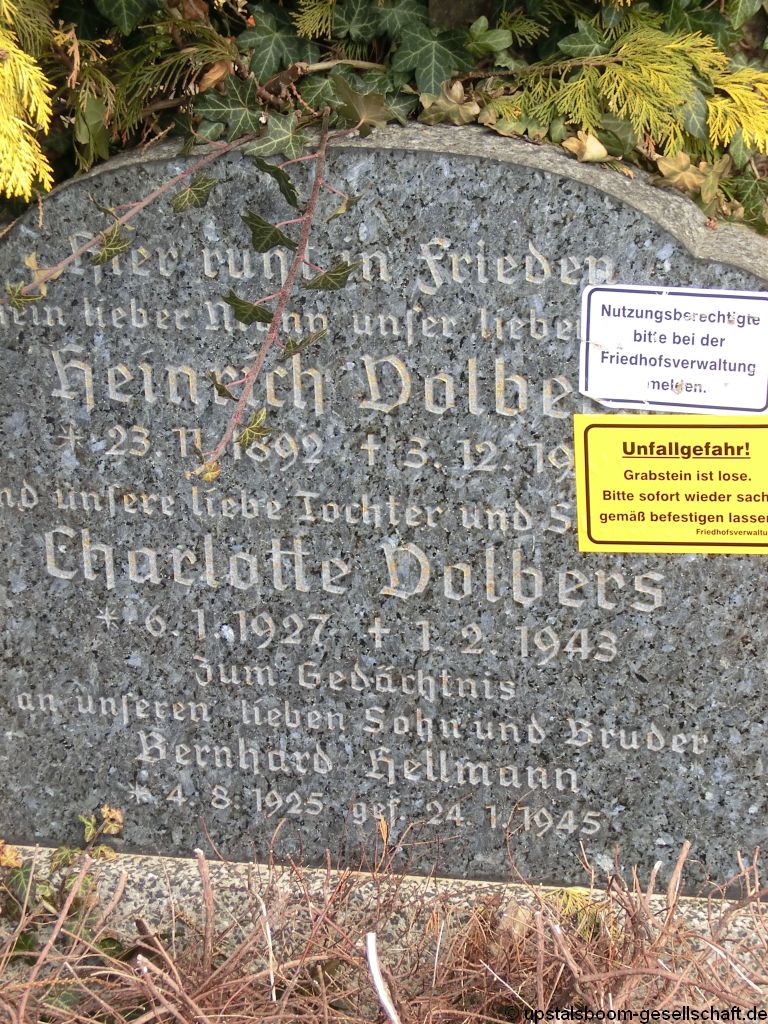 Hier ruht in Frieden
mein lieber Mann unser lieber
Heinrich Dolbe
* 23. 11. 1892 + 3. 12. 19
und unsere liebe Tochter und S
Charlotte Dolbers
* 6. 1. 1927 + 1. 2. 1943
Zum Gedächtnis
an unseren lieben Sohn und Bruder
Bernhard Hellmann
* 4. 8. 1925 gef. 24. 1. 1945
Nutzungsberechtigte
bitte bei der
Friedhofsverwaltung
melden.
Unfallgefahr!
Grabstein ist lose.
Bitte sofort wieder sach
gemäß befestigen lassen
Friedhofsverwaltu
© upstalsboom-gesellschaft.de